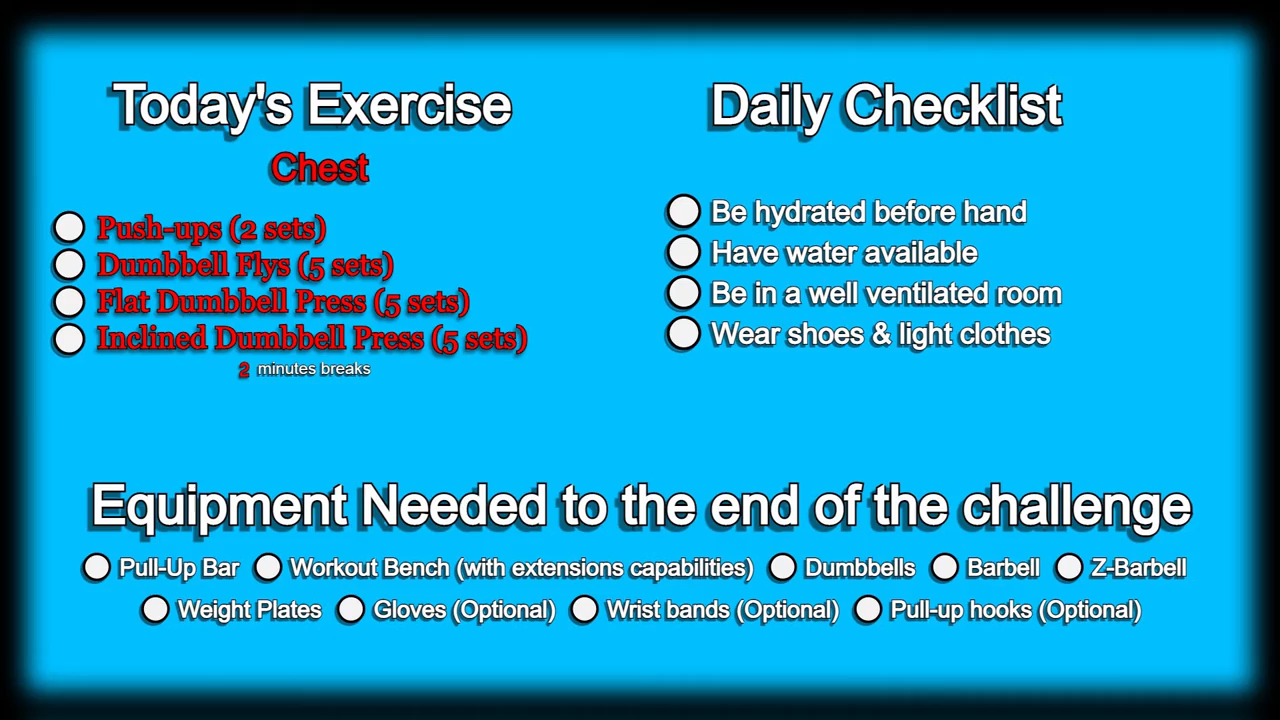 Today's Exercise
Chest
Push-ups (2 sets)
Dumbbell Flys (5 sets)
Flat Dumbbell Press (5 sets)
Inclined Dumbbell Press (5 sets)
2 minutes breaks
Daily Checklist
Be hydrated before hand
Have water available
Be in a well ventilated room
Wear shoes & light clothes
Equipment Needed to the end of the challenge
Pull-Up Bar Workout Bench (with extensions capabilities) Dumbbells Barbell Z-Barbell
Weight Plates Gloves (Optional) Wrist bands (Optional) Pull-up hooks (Optional)